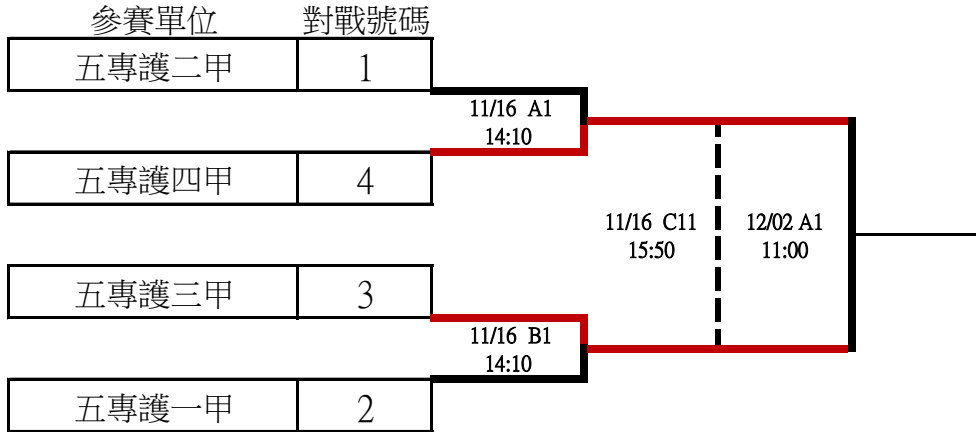 參賽單位 對戰號碼
五專護二甲 1
11/16 A1
14:10
五專護四甲 4
11/16 C11 12/02 A1
15:50 11:00
五專護三甲 3
11/16 B1
14:10
五專護一甲 2